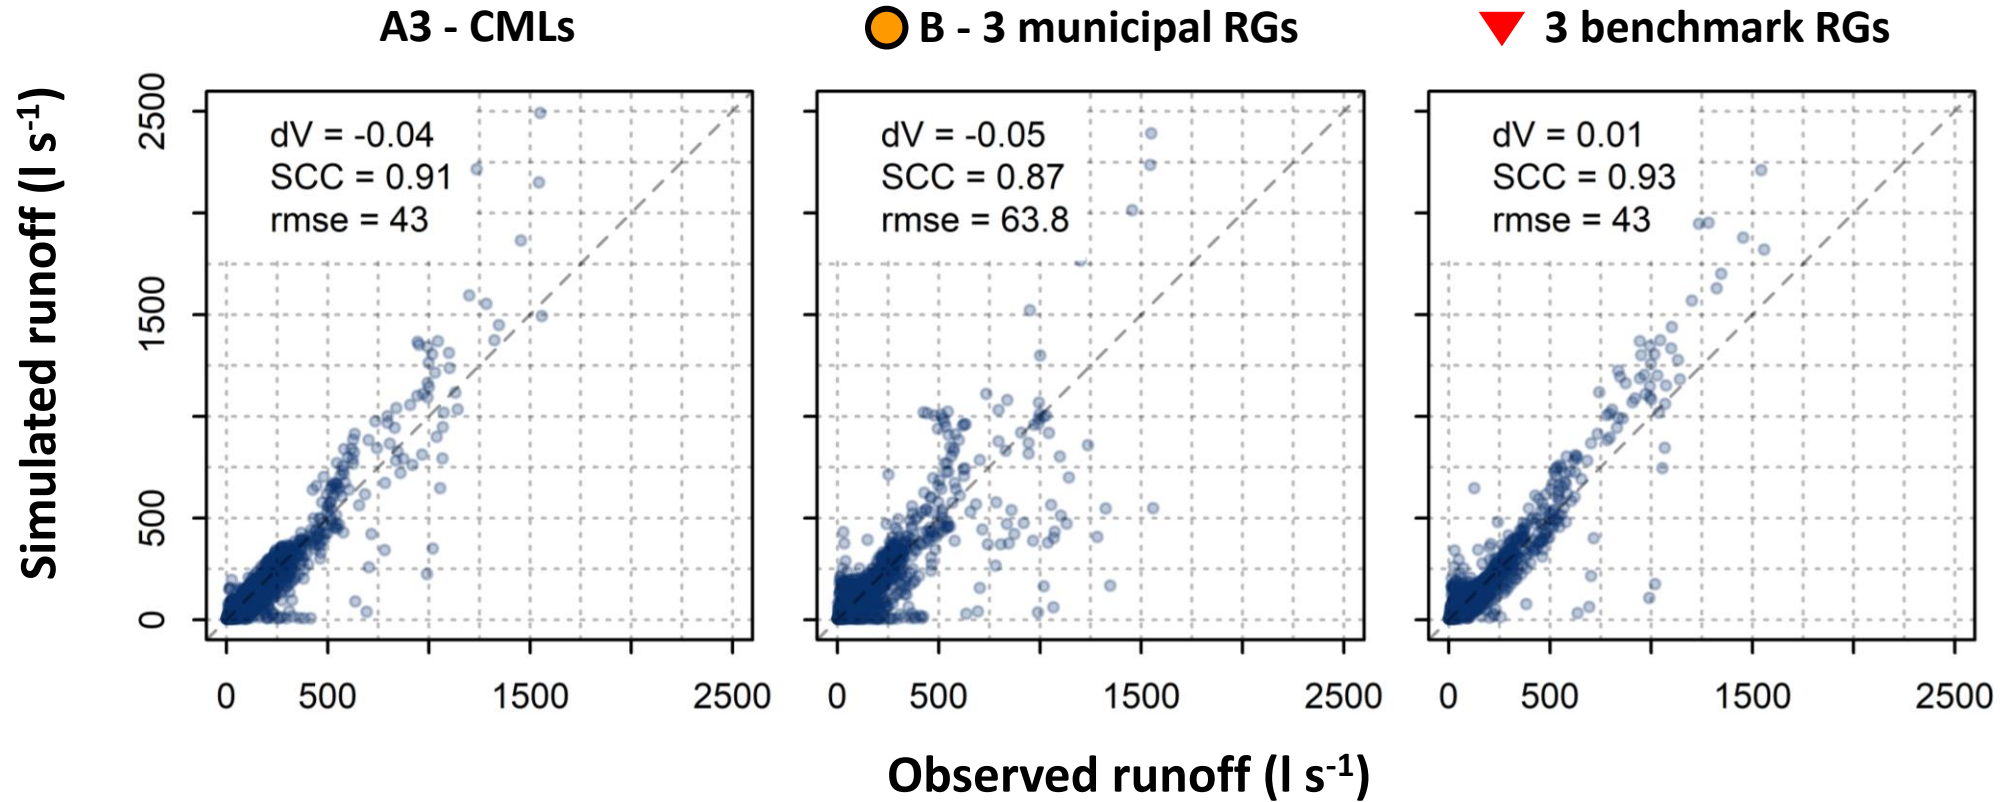 A3 - CMLs
B - 3 municipal RGs
3 benchmark RGs
Simulated runoff (l s-1)
2500
1500
500
0
dV = -0.04
SCC = 0.91
rmse = 43
dV = -0.05
SCC = 0.87
rmse = 63.8
dV = 0.01
SCC = 0.93
rmse = 43
0 500 1500 2500
0 500 1500 2500
0 500 1500 2500
Observed runoff (l s-1)